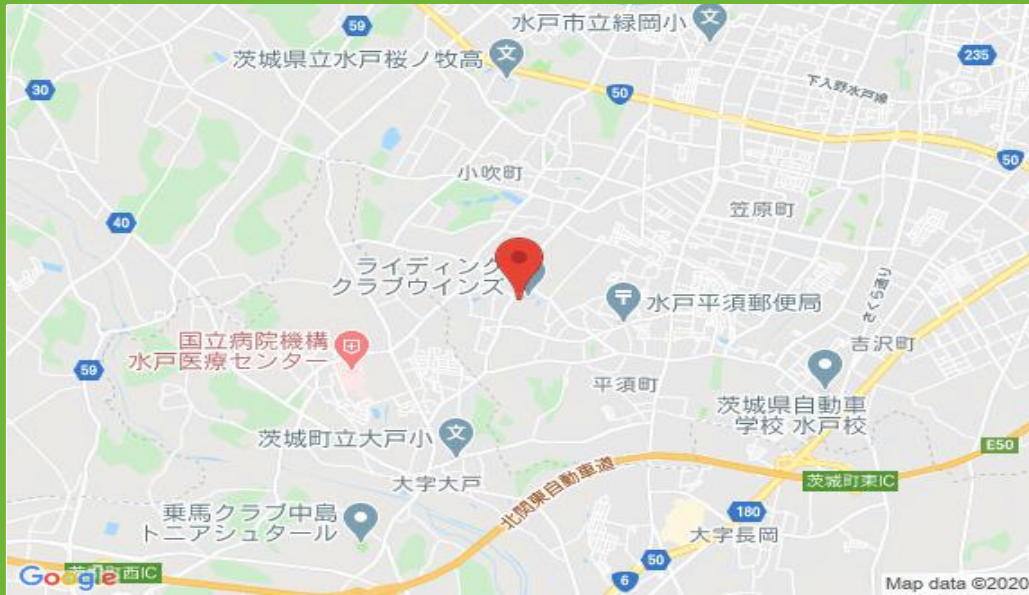 59
水戸市立緑岡小
茨城県立水戸桜ノ牧高
235
30
50
下入野水戸線
小吹町
50
笠原町
40
ライディング
クラブウインズ
さくら通り
水戸平須郵便局
国立病院機構
水戸医療センター
吉沢町
59
平須町
茨城県自動車
学校 水戸校
茨城町立大戸小
E50
大字大戸
北関東自動車道
茨城町東IC
乗馬クラブ中島
トニアシュタール
180
大字長岡
50
6
Google
町西IC
Map data ©2020